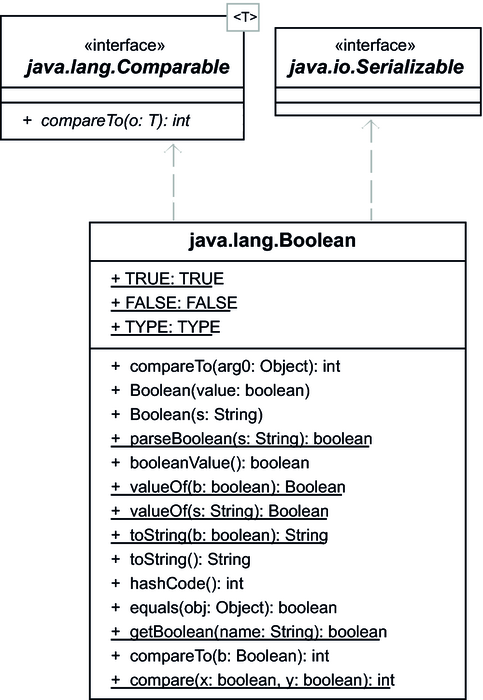 <T>
«interface»
java.lang.Comparable
+ compareTo(o: T): int
«interface»
java.io.Serializable
java.lang.Boolean
+ TRUE: TRUE
+ FALSE: FALSE
+ TYPE: TYPE
+ compareTo(arg0: Object): int
+ Boolean(value: boolean)
+ Boolean(s: String)
+ parseBoolean(s: String): boolean
+ booleanValue(): boolean
+ valueOf(b: boolean): Boolean
+ valueOf(s: String): Boolean
+ toString(b: boolean): String
+ toString(): String
+ hashCode(): int
+ equals(obj: Object): boolean
+ getBoolean(name: String): boolean
+ compareTo(b: Boolean): int
+ compare(x: boolean, y: boolean): int